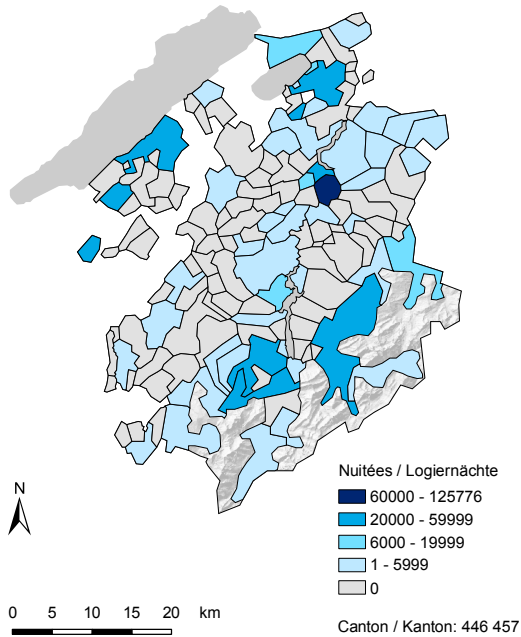 N
0 5 10 15 20 km
Nuitées / Logiernächte
60000 - 125776
20000 - 59999
6000 - 19999
1 - 5999
0
Canton / Kanton: 446 457